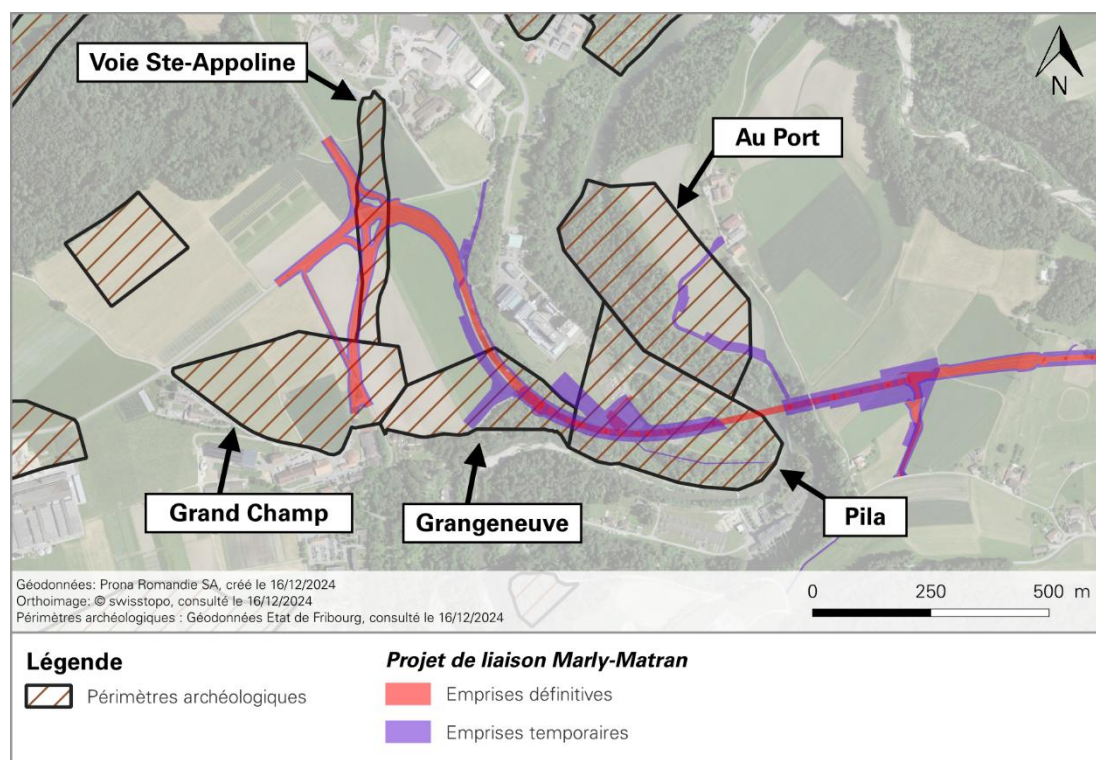 Voie Ste-Appoline
N
Au Port
Grand Champ
Grangeneuve
Pila
Géodonnées: Prona Romandie SA, créé le 16/12/2024
Orthoimage: © swisstopo, consulté le 16/12/2024
Périmètres archéologiques : Géodonnées Etat de Fribourg, consulté le 16/12/2024
0 250 500 m
Légende
Périmètres archéologiques
Projet de liaison Marly-Matran
Emprises définitives
Emprises temporaires